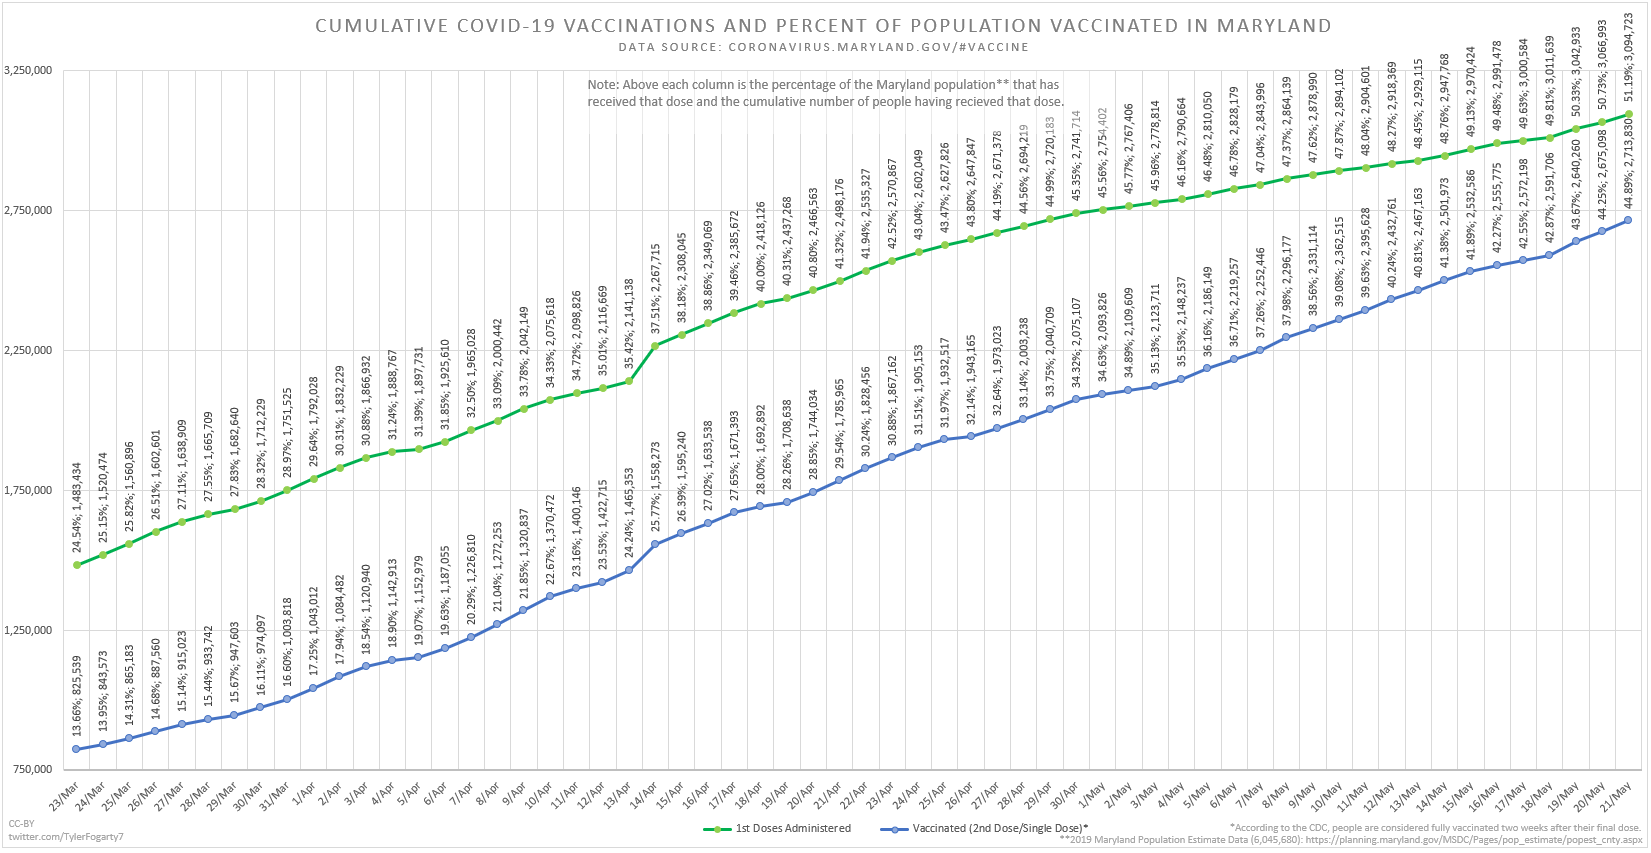 CUMULATIVE COVID-19 VACCINATIONS AND PERCENT OF POPULATION VACCINATED IN MARYLAND
DATA SOURCE: CORONAVIRUS.MARYLAND.GOV/#VACCINE
Note: Above each column is the percentage of the Maryland population** that has
received that dose and the cumulative number of people having recieved that dose.
3,250,000
2,750,000
2,250,000
1,750,000
1,250,000
750,000
24.54%; 1,483,434
25.15%; 1,520,474
25.82%; 1,560,896
26.51%; 1,602,601
27.11%; 1,638,909
27.55%; 1,665,709
27.83%; 1,682,640
28.32%; 1,712,229
28.97%; 1,751,525
29.64%; 1,792,028
30.31%; 1,832,229
30.88%; 1,866,932
31.24%; 1,888,767
31.39%; 1,897,731
31.85%; 1,925,610
32.50%; 1,965,028
33.09%; 2,000,442
33.78%; 2,042,149
34.33%; 2,075,618
34.72%; 2,098,826
35.01%; 2,116,669
35.42%; 2,141,138
37.51%; 2,267,715
38.18%; 2,308,045
38.86%; 2,349,069
39.46%; 2,385,672
40.00%; 2,418,126
40.31%; 2,437,268
40.80%; 2,466,563
41.32%; 2,498,176
41.94%; 2,535,327
42.52%; 2,570,867
43.04%; 2,602,049
43.47%; 2,627,826
43.80%; 2,647,847
44.19%; 2,671,378
44.56%; 2,694,219
44.99%; 2,720,183
45.35%; 2,741,714
45.56%; 2,754,402
45.77%; 2,767,406
45.96%; 2,778,814
46.16%; 2,790,664
46.48%; 2,810,050
46.78%; 2,828,179
47.04%; 2,843,996
47.37%; 2,864,139
47.62%; 2,878,990
47.87%; 2,894,102
48.04%; 2,904,601
48.27%; 2,918,369
48.45%; 2,929,115
48.76%; 2,947,768
49.13%; 2,970,424
49.48%; 2,991,478
49.63%; 3,000,584
49.81%; 3,011,639
50.33%; 3,042,933
50.73%; 3,066,993
51.19%; 3,094,723
13.66%; 825,539
13.95%; 843,573
14.31%; 865,183
14.68%; 887,560
15.14%; 915,023
15.44%; 933,742
15.67%; 947,603
16.11%; 974,097
16.60%; 1,003,818
17.25% 1,043,012
17.94%; 1,084,482
18.54%; 1,120,940
18.90%; 1,142,913
19.07%; 1,152,979
19.63%; 1,187,055
20.29%; 1,226,810
21.04%; 1,272,253
21.85%; 1,320,837
22.67%; 1,370,472
23.16%; 1,400,146
23.53%; 1,422,715
24.24%; 1,465,353
25.77%; 1,558,273
26.39%; 1,595,240
27.02%; 1,633,538
27.65%; 1,671,393
28.00%; 1,692,892
28.26%; 1,708,638
28.85%; 1,744,034
29.54%; 1,785,965
30.24%; 1,828,456
30.88%; 1,867,162
31.51%; 1,905,153
31.97%; 1,932,517
32.14%; 1,943,165
32.64%; 1,973,023
33.14%; 2,003,238
33.75%; 2,040,709
34.32%; 2,075,107
34.63%; 2,093,826
34.89%; 2,109,609
35.13%; 2,123,711
35.53%; 2,148,237
36.16%; 2,186,149
36.71%; 2,219,257
37.26%; 2,252,446
37.98%; 2,296,177
38.56%; 2,331,114
39.08%; 2,362,515
39.63%; 2,395,628
40.24%; 2,432,761
40.81%; 2,467,163
41.38%; 2,501,973
41.89%; 2,532,586
42.27%; 2,555,775
42.55%; 2,572,198
42.87%; 2,591,706
43.67%; 2,640,260
44.25%; 2,675,098
44.89%; 2,713,830
23/Mar
24/Mar
25/Mar
26/Mar
27/Mar
28/Mar
29/Mar
30/Mar
31/Mar
1/Apr
2/Apr
3/Apr
4/Apr
5/Apr
6/Apr
7/Apr
8/Apr
9/Apr
10/Apr
11/Apr
12/Apr
13/Apr
14/Apr
15/Apr
16/Apr
17/Apr
18/Apr
19/Apr
20/Apr
21/Apr
22/Apr
23/Apr
24/Apr
25/Apr
26/Apr
27/Apr
28/Apr
29/Apr
30/Apr
1/May
2/May
3/May
4/May
5/May
6/May
7/May
8/May
9/May
10/May
11/May
12/May
13/May
14/May
15/May
16/May
17/May
18/May
19/May
20/May
21/May
CC-BY
twitter.com/TylerFogarty7
1st Doses Administered
Vaccinated (2nd Dose/Single Dose)*
*According to the CDC, people are considered fully vaccinated two weeks after their final dose.
**2019 Maryland Population Estimate Data (6,045,680): https://planning.maryland.gov/MSDC/Pages/pop_estimate/popest_cnty.aspx